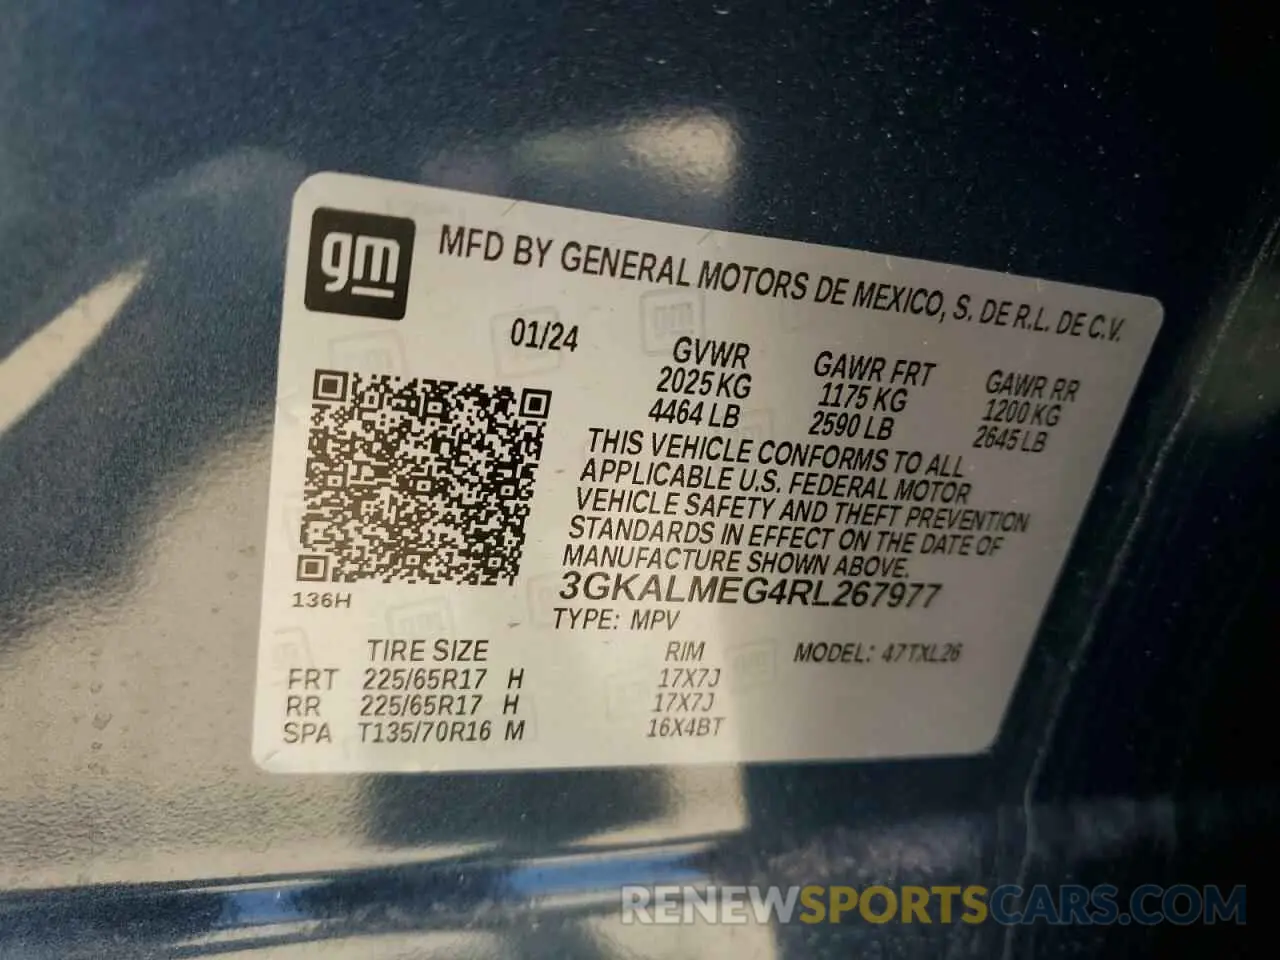 gm
MFD BY GENERAL MOTORS DE MEXICO, S. DE R.L. DE C.V.
01/24
GVWR GAWR FRT GAWR RR
2025 KG 1175 KG 1200 KG
4464 LB 2590 LB 2645 LB
THIS VEHICLE CONFORMS TO ALL
APPLICABLE U.S. FEDERAL MOTOR
VEHICLE SAFETY AND THEFT PREVENTION
STANDARDS IN EFFECT ON THE DATE OF
MANUFACTURE SHOWN ABOVE.
3GKALMEG4RL267977
136H
TYPE: MPV
TIRE SIZE RIM MODEL: 47TXL26
FRT 225/65R17 H 17X7J
RR 225/65R17 H 17X7J
SPA T135/70R16 M 16X4BT
RENEWSPORTSCARS.COM